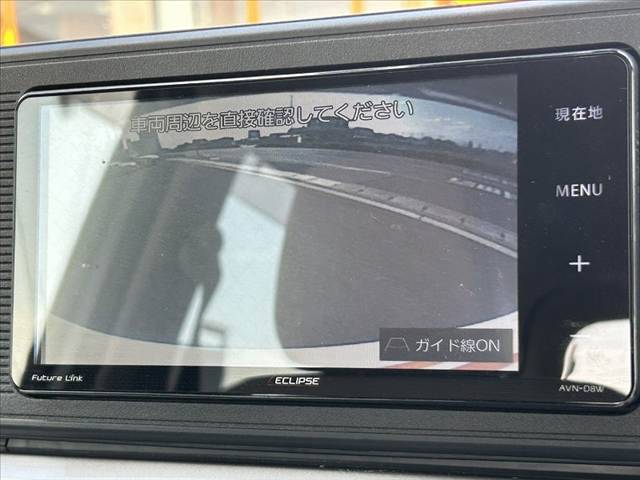 車両周辺を直接確認してください
現在地
MENU
+
-
ガイド線ON
Future Link
ECLIPSE
AVN-D8W